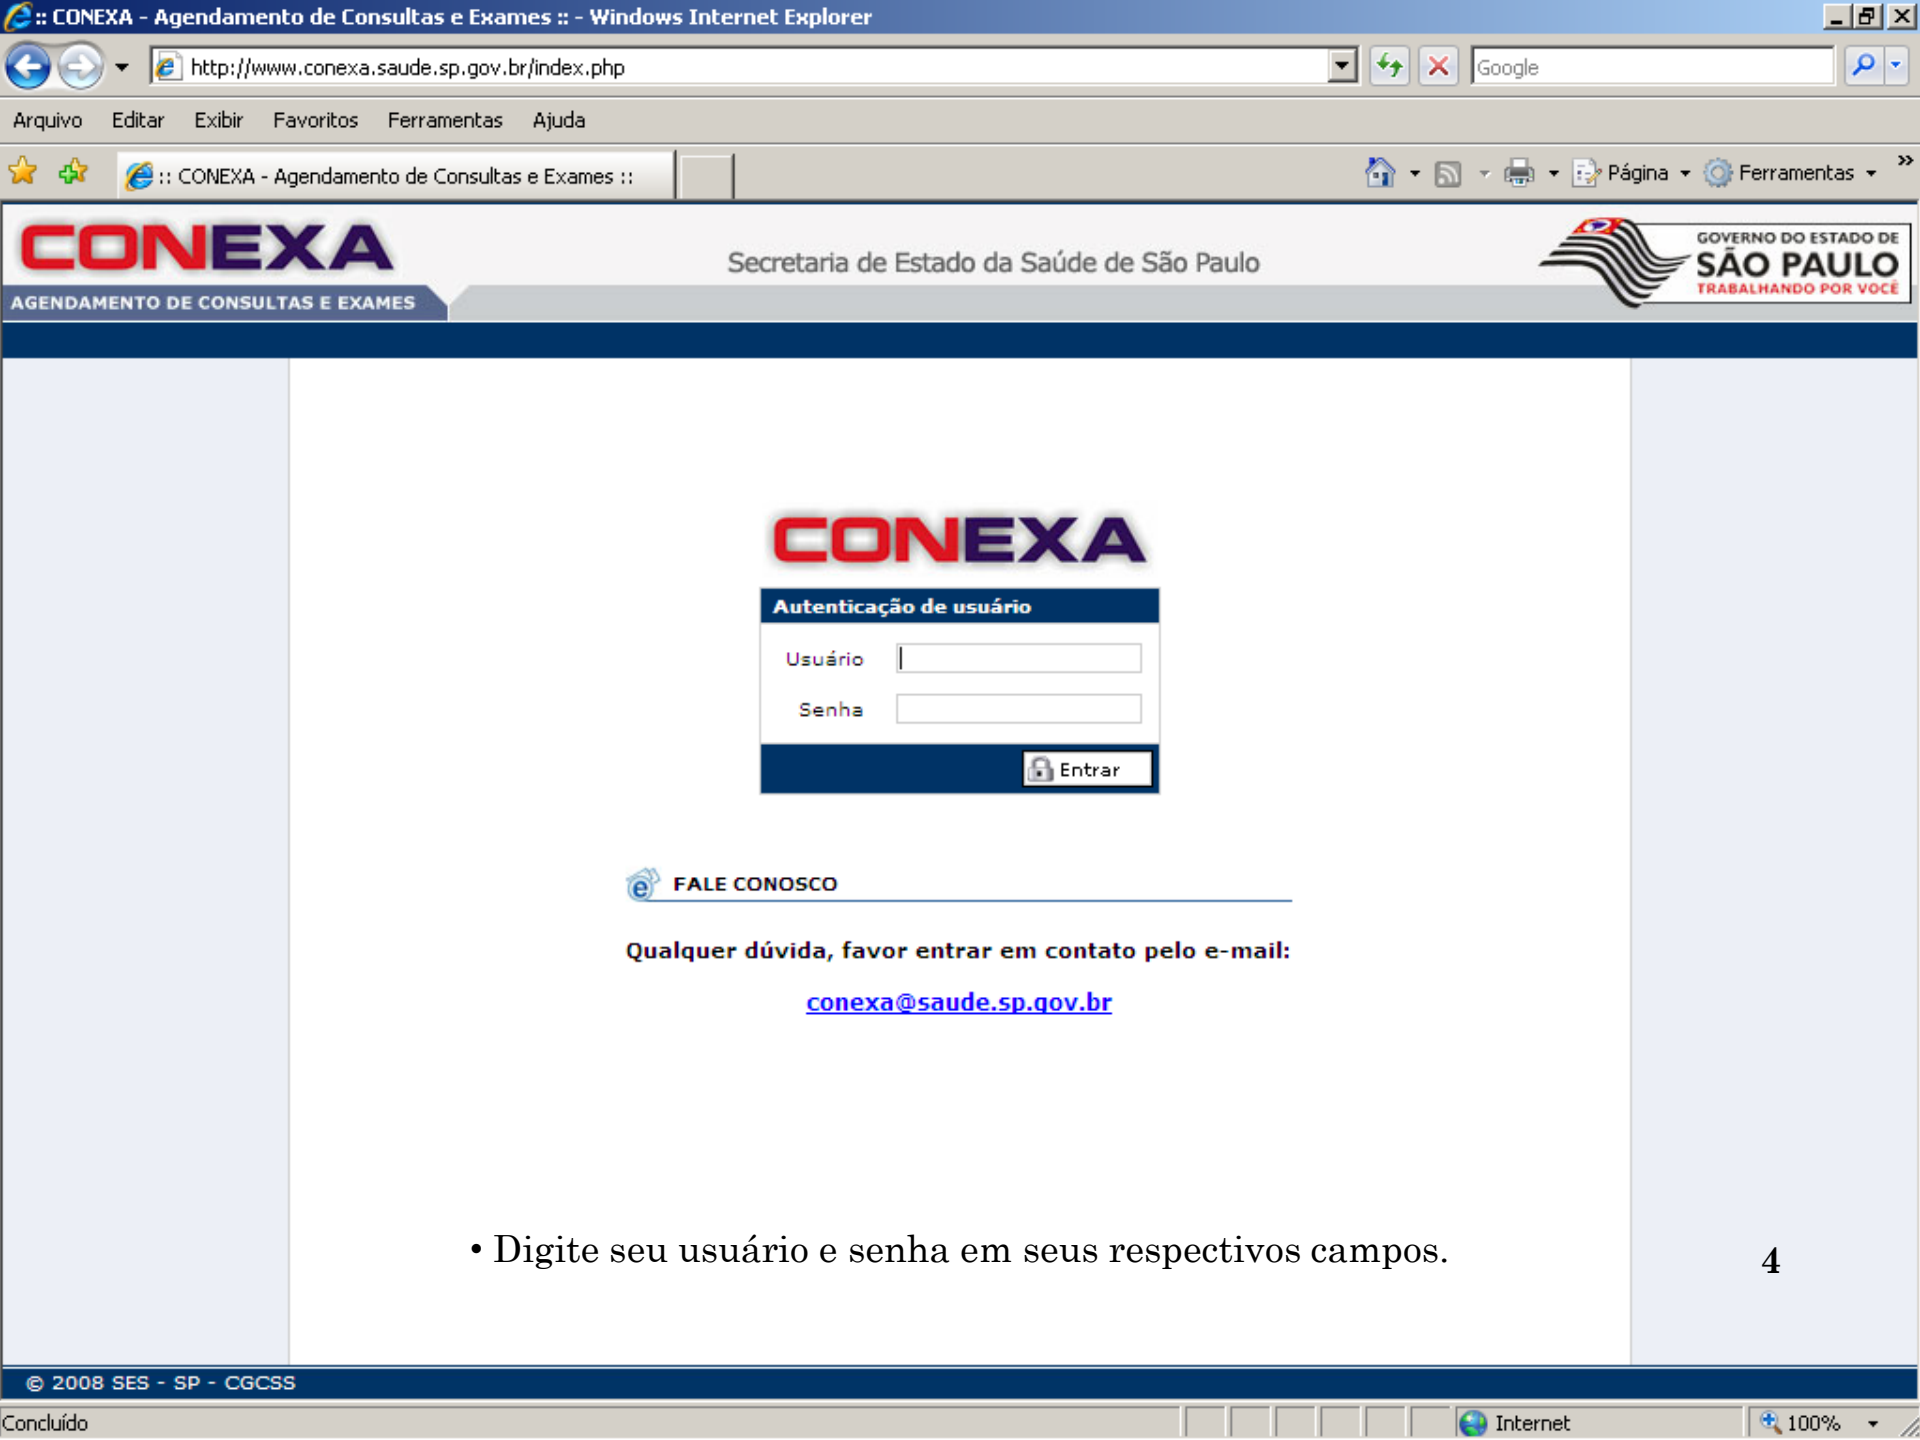 :: CONEXA - Agendamento de Consultas e Exames :: - Windows Internet Explorer
http://www.conexa.saude.sp.gov.br/index.php
Google
Arquivo Editar Exibir Favoritos Ferramentas Ajuda
:: CONEXA - Agendamento de Consultas e Exames ::
Página Ferramentas »
CONEXA
AGENDAMENTO DE CONSULTAS E EXAMES
Secretaria de Estado da Saúde de São Paulo
GOVERNO DO ESTADO DE
SÃO PAULO
TRABALHANDO POR VOCÊ
CONEXA
Autenticação de usuário
Usuário
Senha
Entrar
FALE CONOSCO
Qualquer dúvida, favor entrar em contato pelo e-mail:
conexa@saude.sp.gov.br
• Digite seu usuário e senha em seus respectivos campos.
4
© 2008 SES - SP - CGCSS
Concluído
Internet
100%